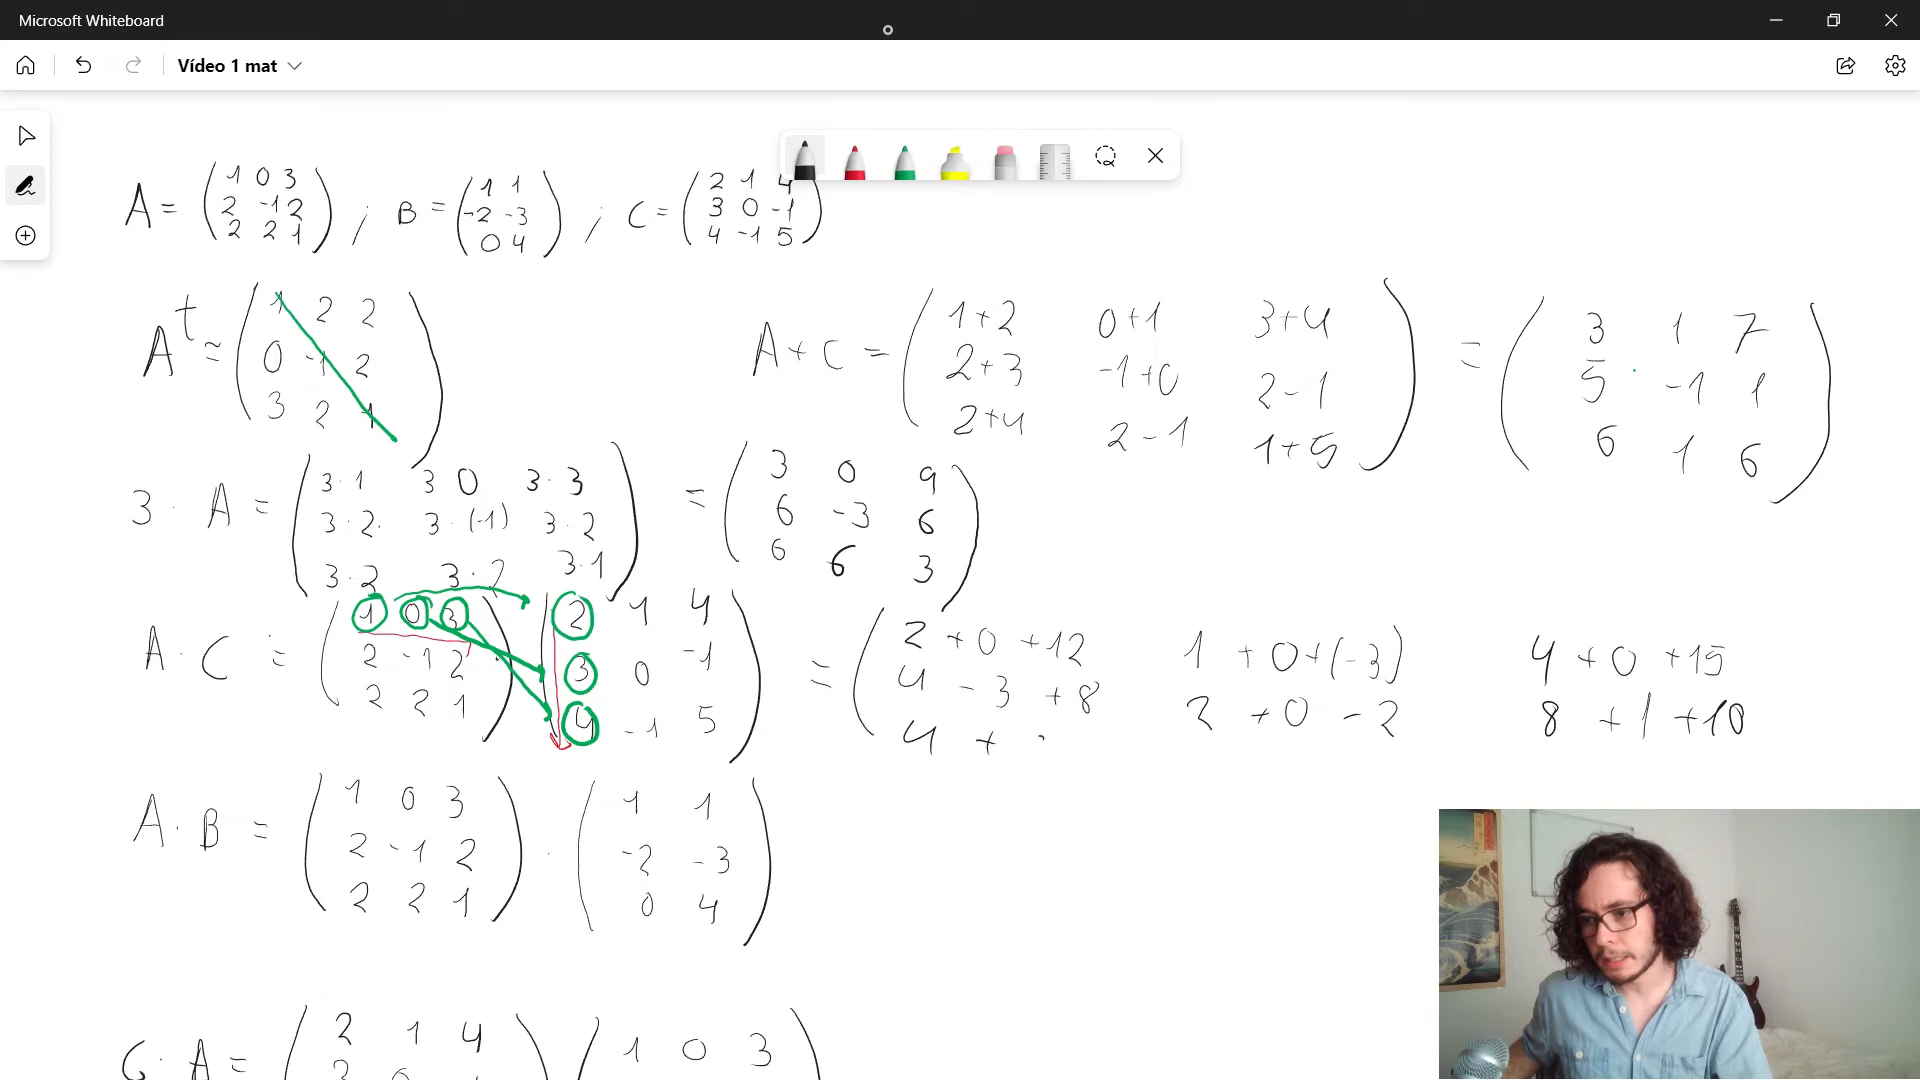 Microsoft Whiteboard
Vídeo 1 mat
A = ( 1 0 3 ; B = ( 1 1 ; C = ( 2 1 4
2 -1 2 -2 -3 3 0 -1
2 2 1 ) 0 4 ) 4 -1 5 )
A^t = ( 1 2 2
0 -1 2
3 2 1 )
A + C = ( 1+2 0+1 3+4
2+3 -1+0 2-1
2+4 2-1 1+5 )
= ( 3 1 7
5 -1 1
6 1 6 )
3 · A = ( 3·1 3·0 3·3
3·2 3·(-1) 3·2
3·2 3·2 3·1 )
= ( 3 0 9
6 -3 6
6 6 3 )
A · C = ( 1 0 3
2 -1 2
2 2 1 )
( 2 1 4
3 0 -1
4 -1 5 )
= ( 2 + 0 + 12 1 + 0 + (-3) 4 + 0 + 15
4 - 3 + 8 2 + 0 - 2 8 + 1 + 10
4 +
A · B = ( 1 0 3
2 -1 2
2 2 1 )
· ( 1 1
-2 -3
0 4 )
C · A = ( 2 1 4 ) ( 1 0 3 )